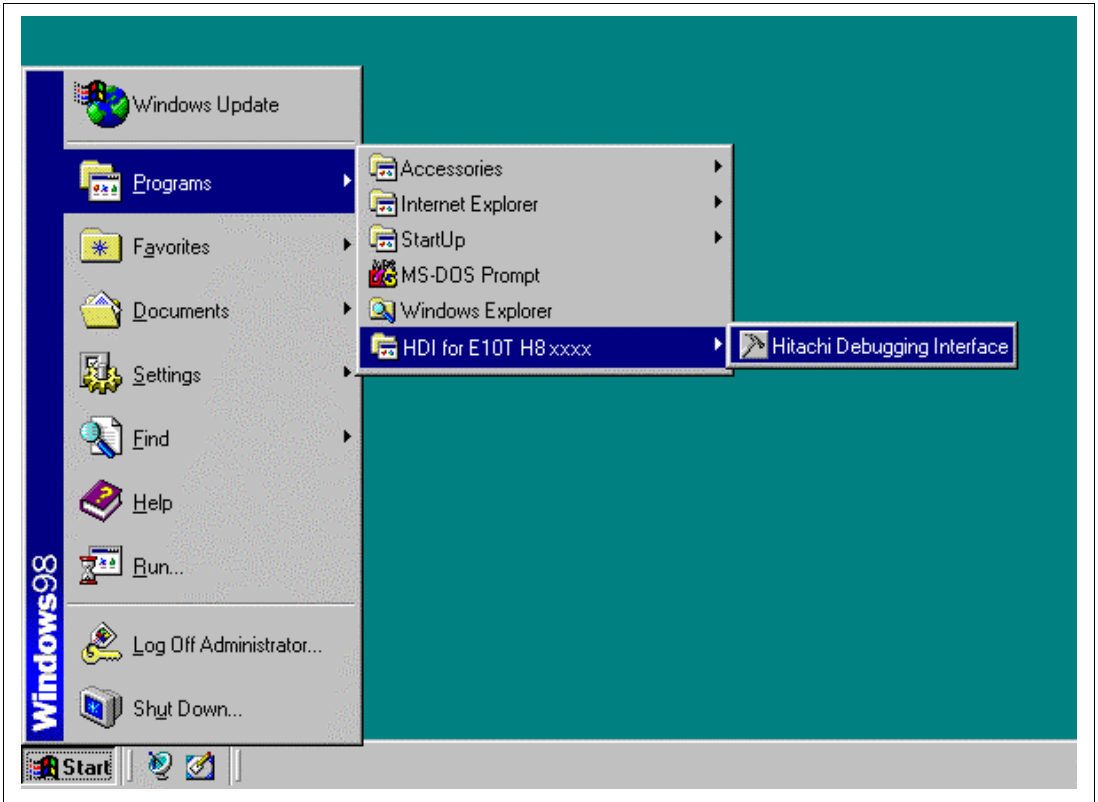 Windows Update
Programs
Favorites
Documents
Settings
Find
Help
Run...
Log Off Administrator...
Shut Down...
Windows98
Accessories
Internet Explorer
StartUp
MS-DOS Prompt
Windows Explorer
HDI for E10T H8 xxxx
Hitachi Debugging Interface
Start